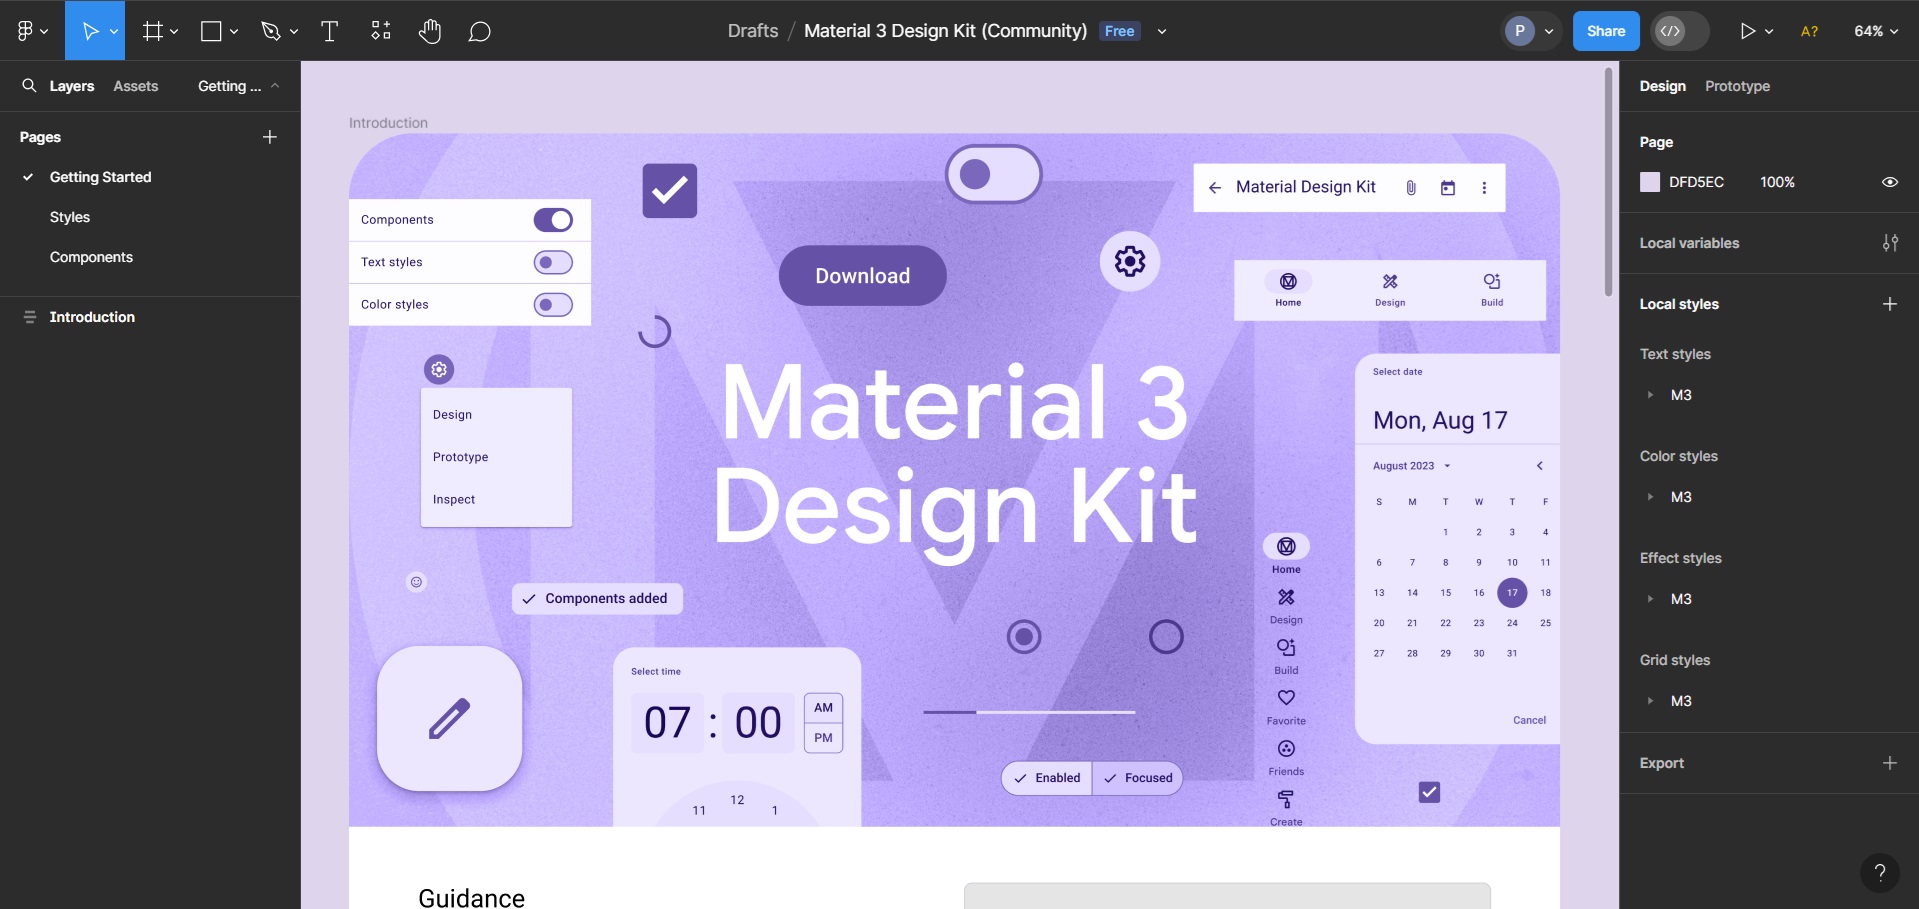 Drafts / Material 3 Design Kit (Community) Free
P
Share
</>
A?
64%
Layers Assets Getting ...
Pages
Getting Started
Styles
Components
Introduction
Introduction
Components
Text styles
Color styles
Download
Material Design Kit
Home
Design
Build
Design
Prototype
Inspect
Material 3
Design Kit
Components added
Select time
07 : 00
AM
PM
11 12 1
Enabled Focused
Home
Design
Build
Favorite
Friends
Create
Select date
Mon, Aug 17
August 2023
S M T W T F
1 2 3 4
6 7 8 9 10 11
13 14 15 16 17 18
20 21 22 23 24 25
27 28 29 30 31
Cancel
Guidance
Design Prototype
Page
DFD5EC 100%
Local variables
Local styles
Text styles
M3
Color styles
M3
Effect styles
M3
Grid styles
M3
Export
?